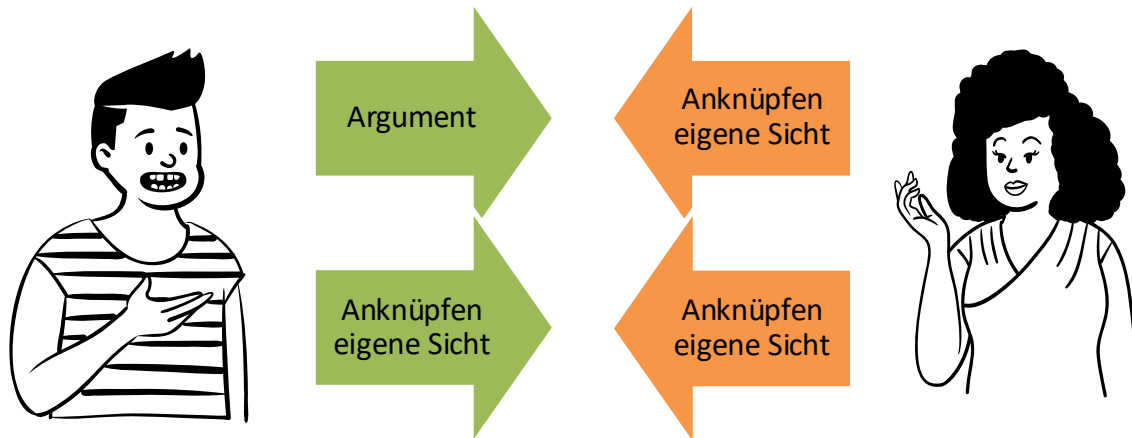 Argument
Anknüpfen
eigene Sicht
Anknüpfen
eigene Sicht
Anknüpfen
eigene Sicht